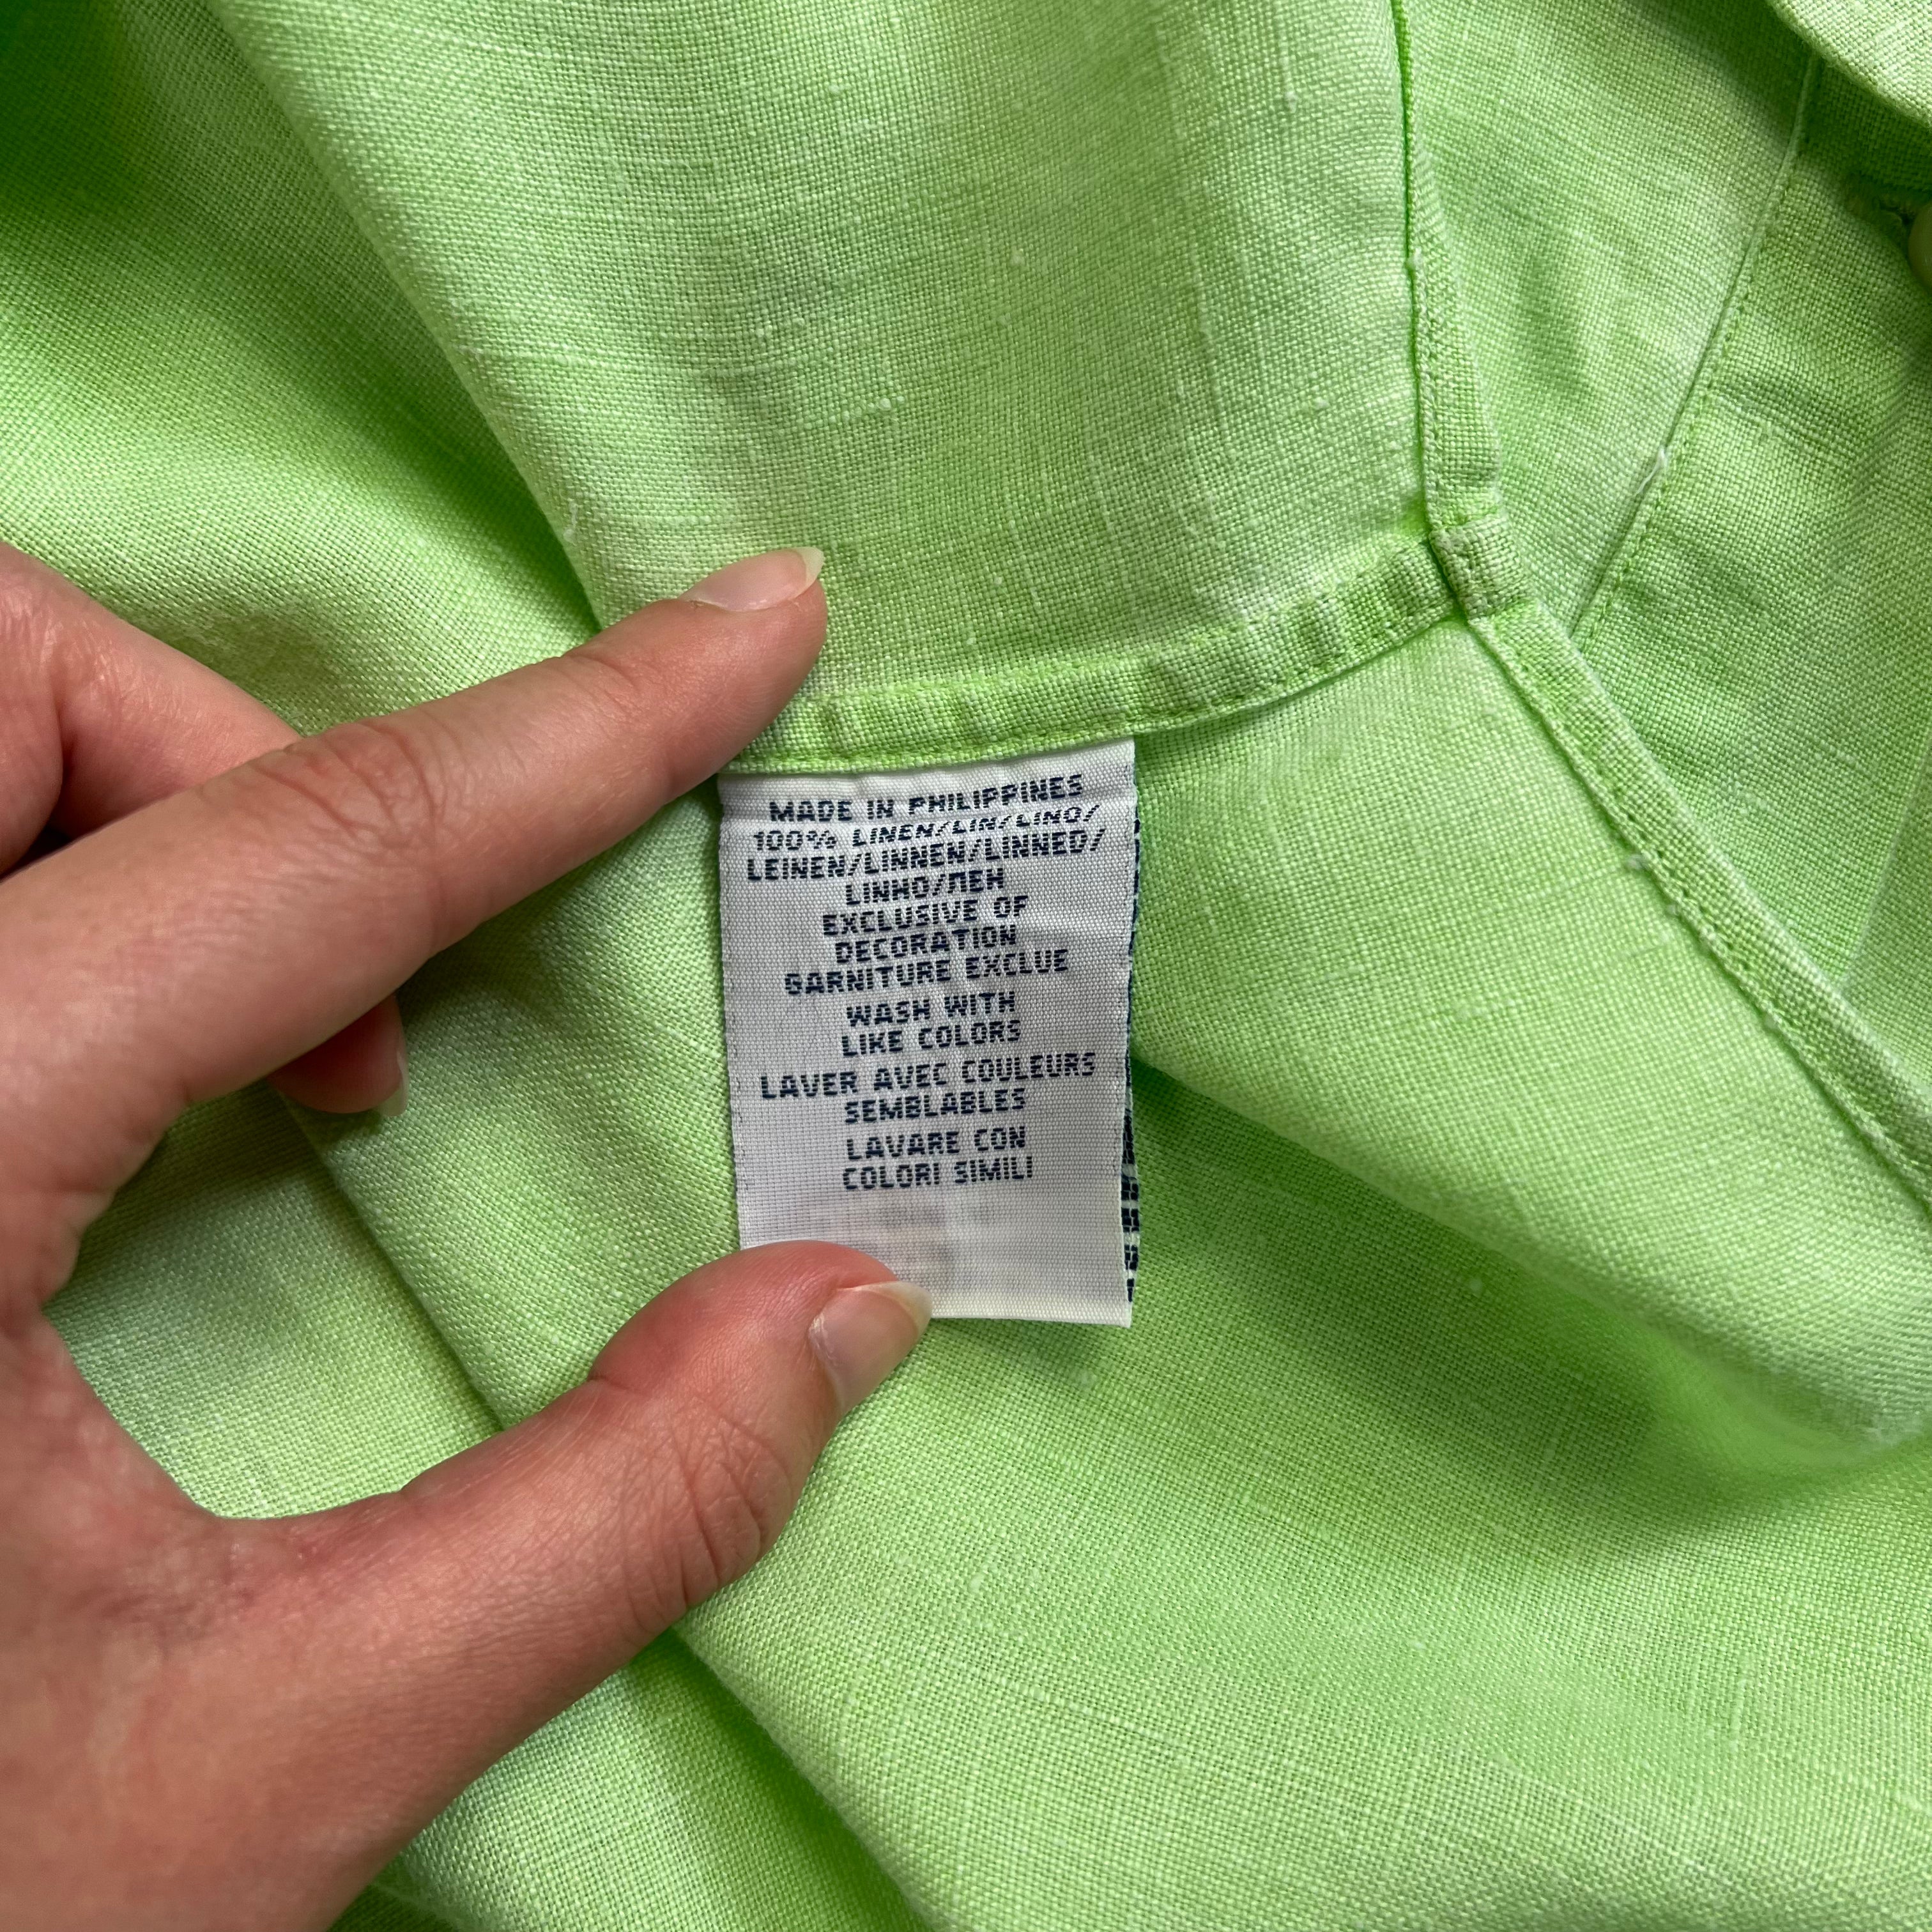 MADE IN PHILIPPINES
100% LINEN/LIN/LINO/
LEINEN/LINNEN/LINNED/
LINHO/ЛЕН
EXCLUSIVE OF
DECORATION
GARNITURE EXCLUE
WASH WITH
LIKE COLORS
LAVER AVEC COULEURS
SEMBLABLES
LAVARE CON
COLORI SIMILI